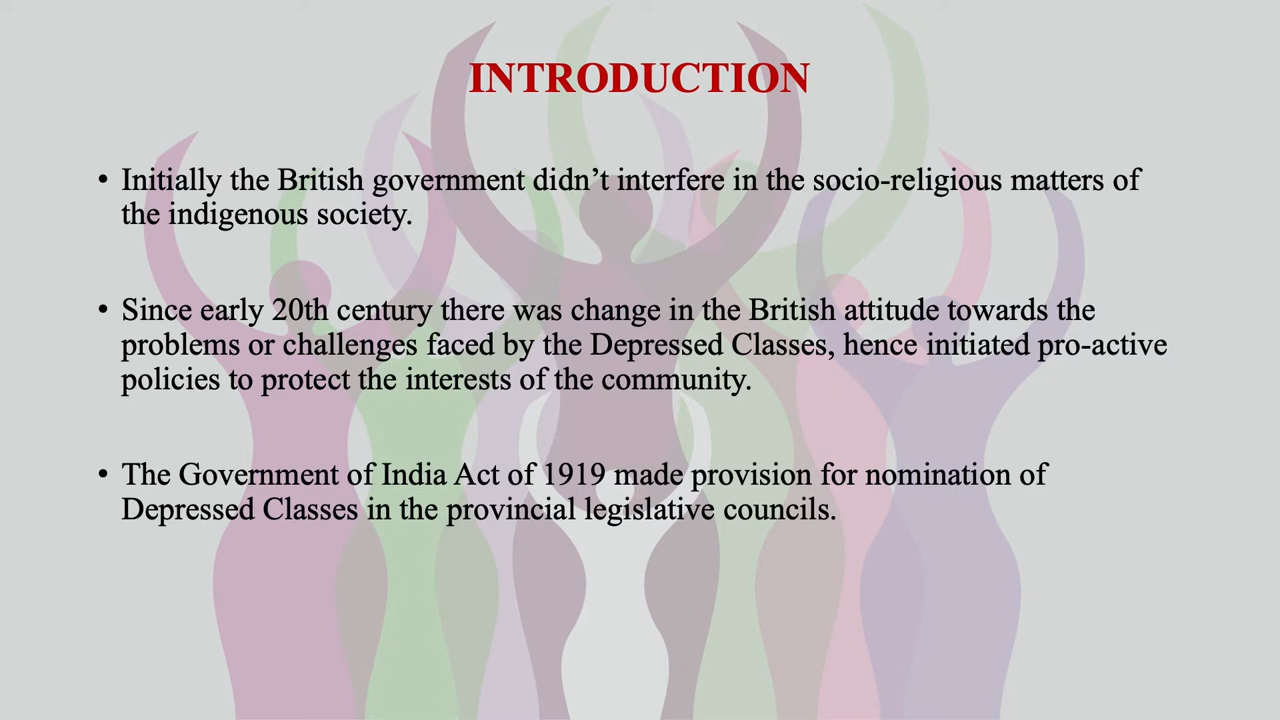 INTRODUCTION
• Initially the British government didn’t interfere in the socio-religious matters of
the indigenous society.
• Since early 20th century there was change in the British attitude towards the
problems or challenges faced by the Depressed Classes, hence initiated pro-active
policies to protect the interests of the community.
• The Government of India Act of 1919 made provision for nomination of
Depressed Classes in the provincial legislative councils.